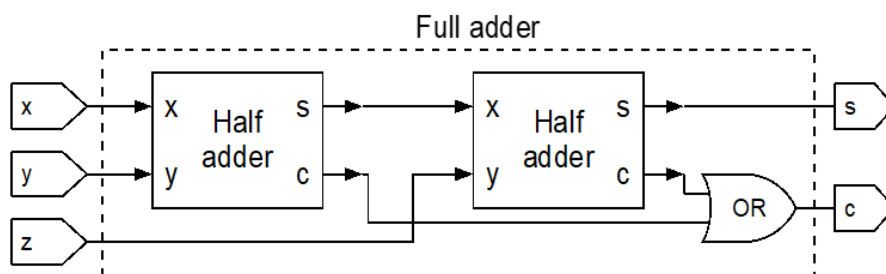 Full adder
x x s x s s
Half adder
Half adder
y y c y c
OR
c
z